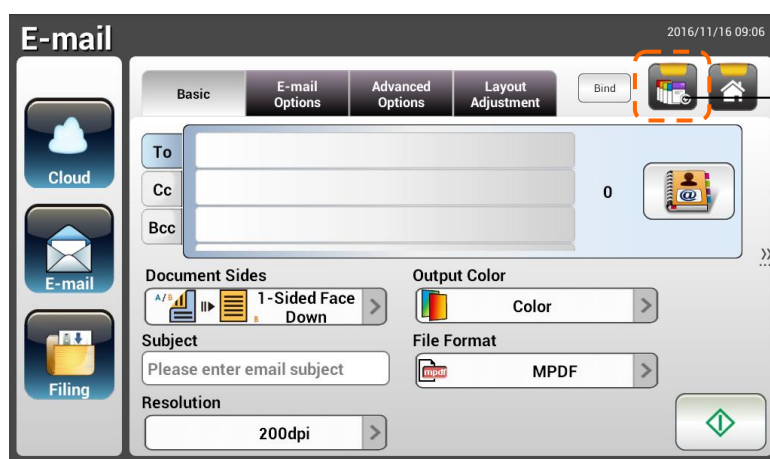 E-mail
2016/11/16 09:06
Basic
E-mail
Options
Advanced
Options
Layout
Adjustment
Bind
Cloud
E-mail
Filing
To
Cc
Bcc
@
0
Document Sides
A/B
1-Sided Face
Down
B
Output Color
Color
Subject
Please enter email subject
File Format
mpdf
MPDF
Resolution
200dpi